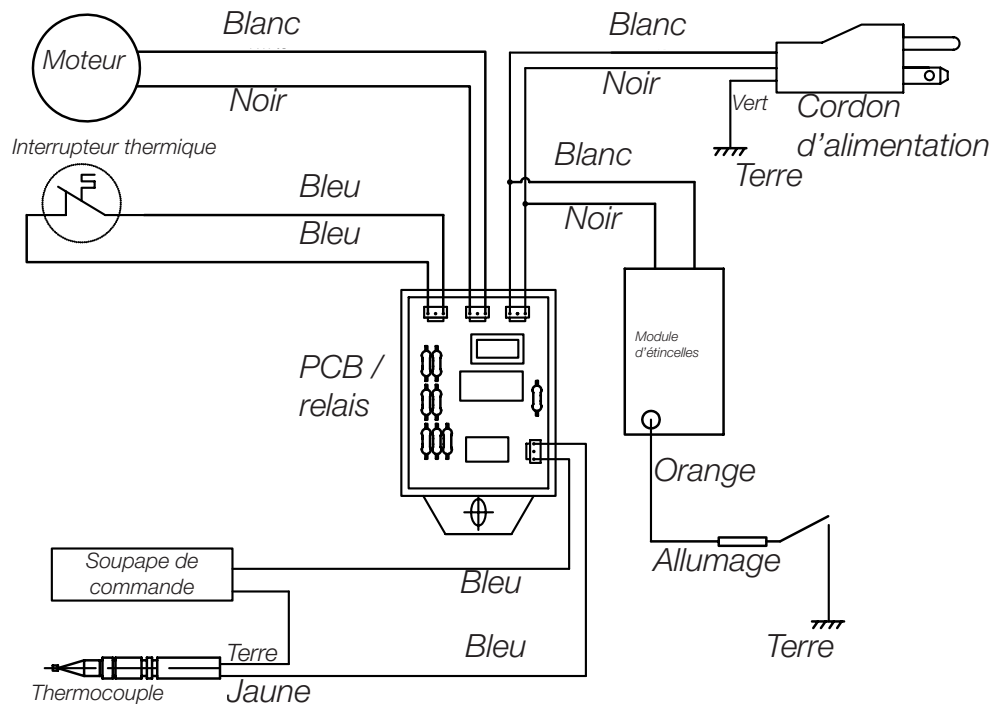 Blanc
Moteur
Noir
Interrupteur thermique
Bleu
Bleu
Blanc
Noir
Vert
Cordon
d'alimentation
Terre
Blanc
Noir
Module
d'étincelles
PCB /
relais
Orange
Allumage
Terre
Soupape de
commande
Bleu
Bleu
Terre
Thermocouple
Jaune